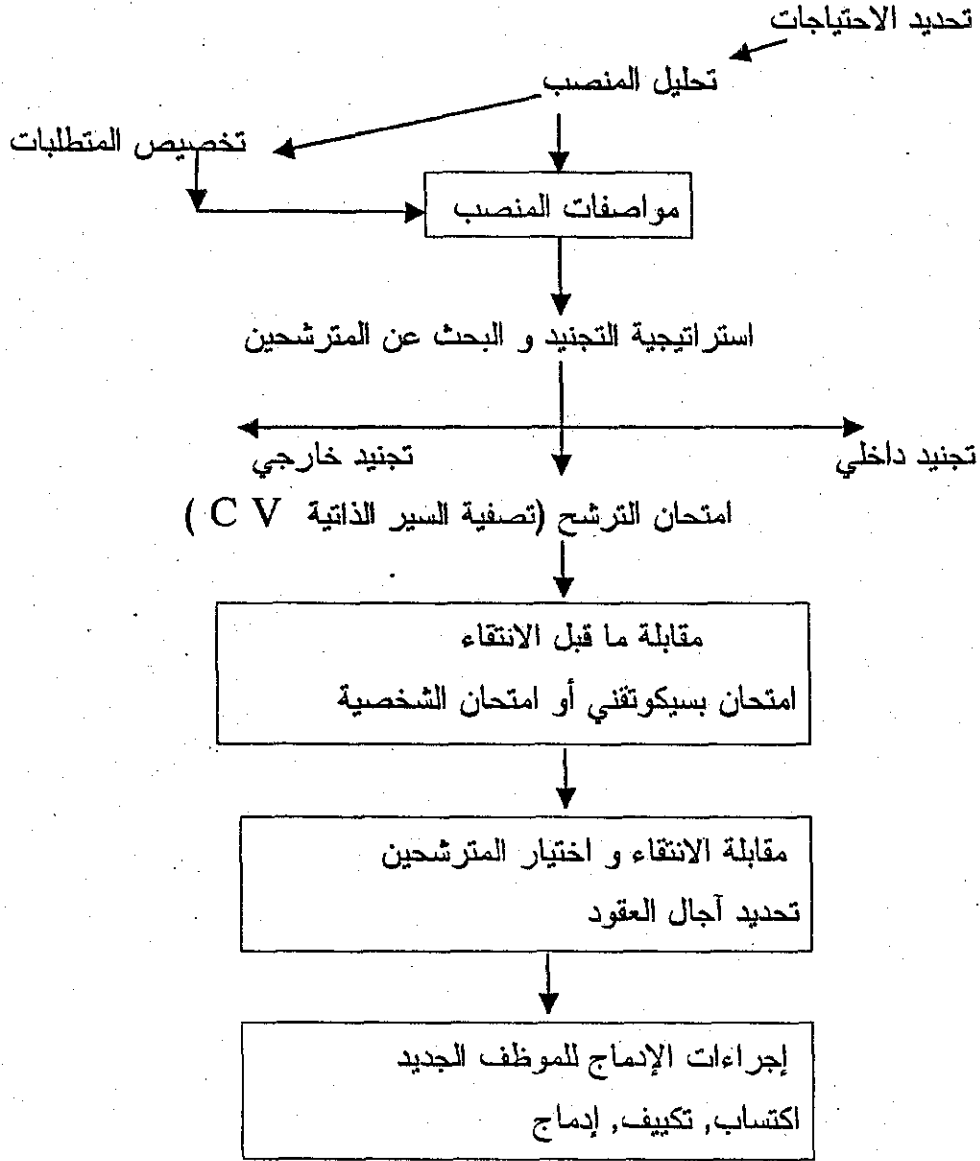 تحديد الاحتياجات
تحليل المنصب
تخصيص المتطلبات
مواصفات المنصب
استراتيجية التجنيد و البحث عن المترشحين
تجنيد داخلي
تجنيد خارجي
امتحان الترشح (تصفية السير الذاتية C V )
مقابلة ما قبل الانتقاء
امتحان بسيكوتقني أو امتحان الشخصية
مقابلة الانتقاء و اختيار المترشحين
تحديد آجال العقود
إجراءات الإدماج للموظف الجديد
اكتساب, تكييف, إدماج